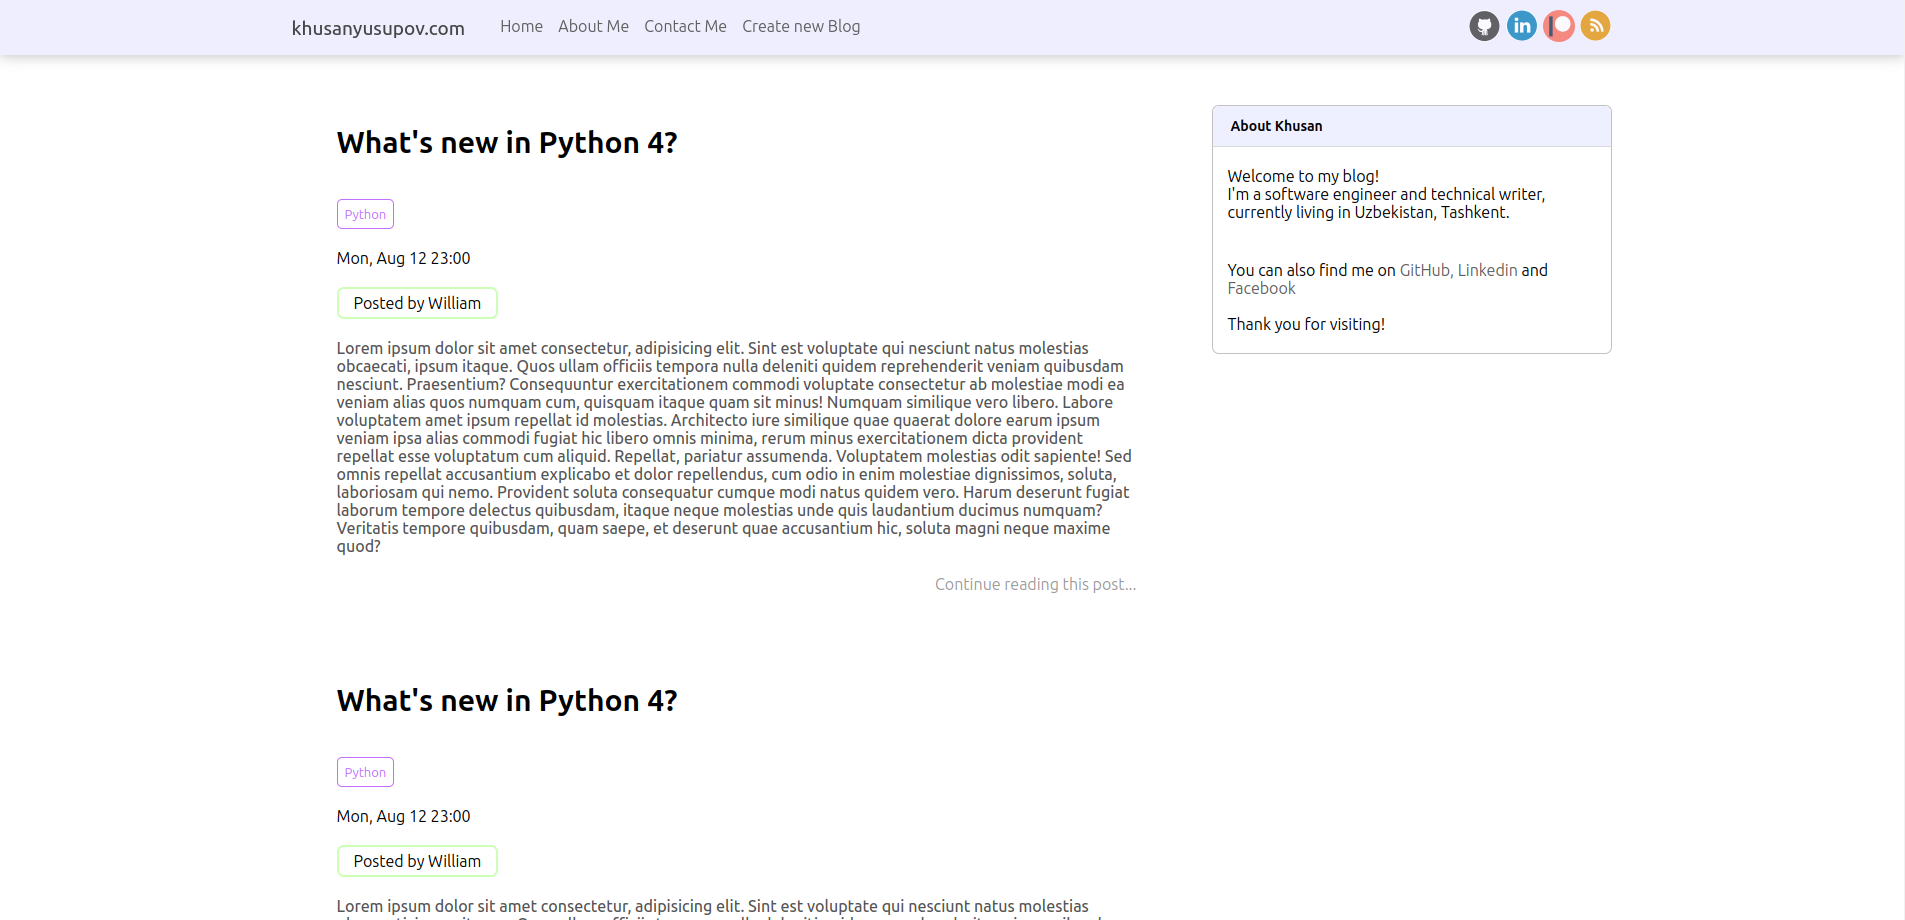 khusanyusupov.com Home About Me Contact Me Create new Blog
What's new in Python 4?
Python
Mon, Aug 12 23:00
Posted by William
Lorem ipsum dolor sit amet consectetur, adipisicing elit. Sint est voluptate qui nesciunt natus molestias
obcaecati, ipsum itaque. Quos ullam officiis tempora nulla deleniti quidem reprehenderit veniam quibusdam
nesciunt. Praesentium? Consequuntur exercitationem commodi voluptate consectetur ab molestiae modi ea
veniam alias quos numquam cum, quisquam itaque quam sit minus! Numquam similique vero libero. Labore
voluptatem amet ipsum repellat id molestias. Architecto iure similique quae quaerat dolore earum ipsum
veniam ipsa alias commodi fugiat hic libero omnis minima, rerum minus exercitationem dicta provident
repellat esse voluptatum cum aliquid. Repellat, pariatur assumenda. Voluptatem molestias odit sapiente! Sed
omnis repellat accusantium explicabo et dolor repellendus, cum odio in enim molestiae dignissimos, soluta,
laboriosam qui nemo. Provident soluta consequatur cumque modi natus quidem vero. Harum deserunt fugiat
laborum tempore delectus quibusdam, itaque neque molestias unde quis laudantium ducimus numquam?
Veritatis tempore quibusdam, quam saepe, et deserunt quae accusantium hic, soluta magni neque maxime
quod?
Continue reading this post...
What's new in Python 4?
Python
Mon, Aug 12 23:00
Posted by William
Lorem ipsum dolor sit amet consectetur, adipisicing elit. Sint est voluptate qui nesciunt natus molestias
About Khusan
Welcome to my blog!
I'm a software engineer and technical writer,
currently living in Uzbekistan, Tashkent.
You can also find me on GitHub, Linkedin and
Facebook
Thank you for visiting!